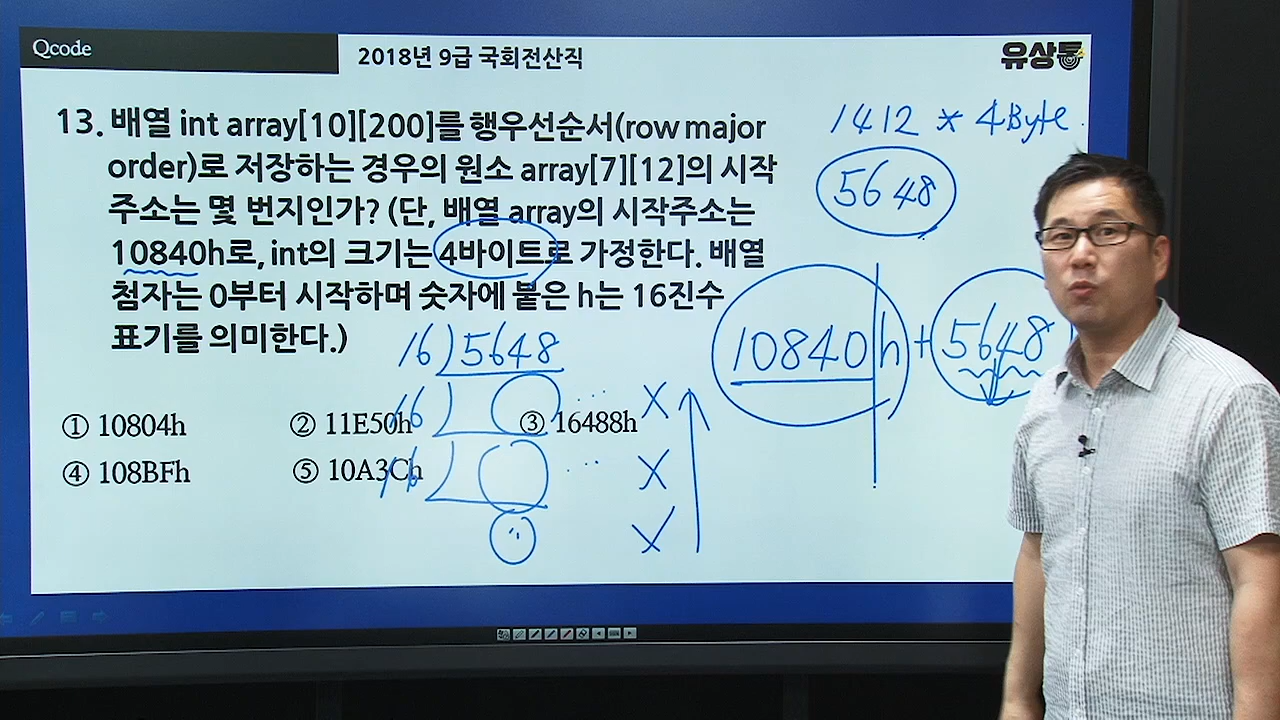 Qcode
2018년 9급 국회전산직
유상통
13. 배열 int array[10][200]를 행우선순서(row major
order)로 저장하는 경우의 원소 array[7][12]의 시작
주소는 몇 번지인가? (단, 배열 array의 시작주소는
10840h로, int의 크기는 4바이트로 가정한다. 배열
첨자는 0부터 시작하며 숫자에 붙은 h는 16진수
표기를 의미한다.)
① 10804h ② 11E50h ③ 16488h
④ 108BFh ⑤ 10A3Ch
1412 * 4Byte
5648
10840h + 5648
16 5648
16
16